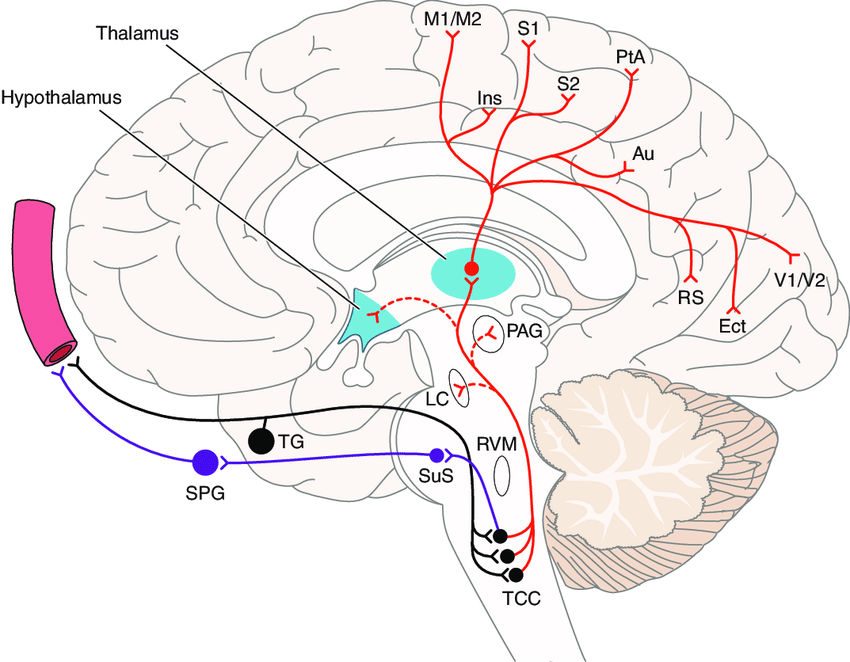 M1/M2
S1
Thalamus
PtA
S2
Hypothalamus
Ins
Au
V1/V2
RS
Ect
PAG
LC
TG
RVM
SuS
SPG
TCC